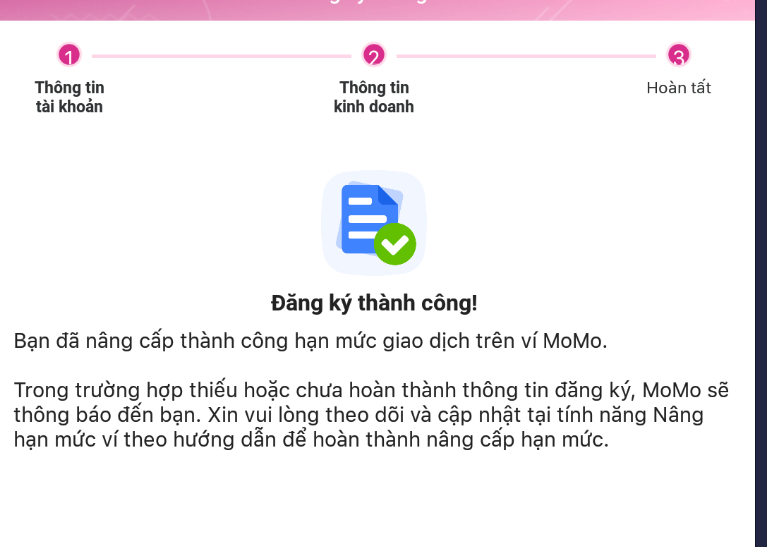 1
2
3
Thông tin
tài khoản
Thông tin
kinh doanh
Hoàn tất
Đăng ký thành công!
Bạn đã nâng cấp thành công hạn mức giao dịch trên ví MoMo.
Trong trường hợp thiếu hoặc chưa hoàn thành thông tin đăng ký, MoMo sẽ
thông báo đến bạn. Xin vui lòng theo dõi và cập nhật tại tính năng Nâng
hạn mức ví theo hướng dẫn để hoàn thành nâng cấp hạn mức.